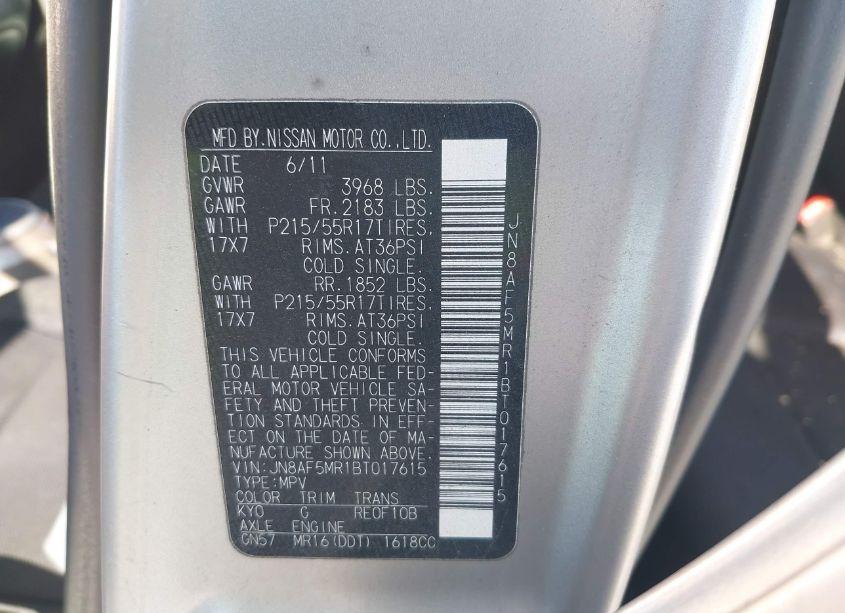 MFD BY.NISSAN MOTOR CO.,LTD.
DATE 6/11
GVWR 3968 LBS.
GAWR FR.2183 LBS.
WITH P215/55R17TIRES,
17X7 RIMS.AT36PSI
COLD SINGLE.
GAWR RR.1852 LBS.
WITH P215/55R17TIRES,
17X7 RIMS.AT36PSI
COLD SINGLE.
THIS VEHICLE CONFORMS
TO ALL APPLICABLE FED-
ERAL MOTOR VEHICLE SA-
FETY AND THEFT PREVEN-
TION STANDARDS IN EFF-
ECT ON THE DATE OF MA-
NUFACTURE SHOWN ABOVE.
VIN:JN8AF5MR1BT017615
TYPE:MPV
COLOR TRIM TRANS
KY0 G RE0F10B
AXLE ENGINE
GN57 MR16(DDT) 1618CC
JN8AF5MR1BT017615